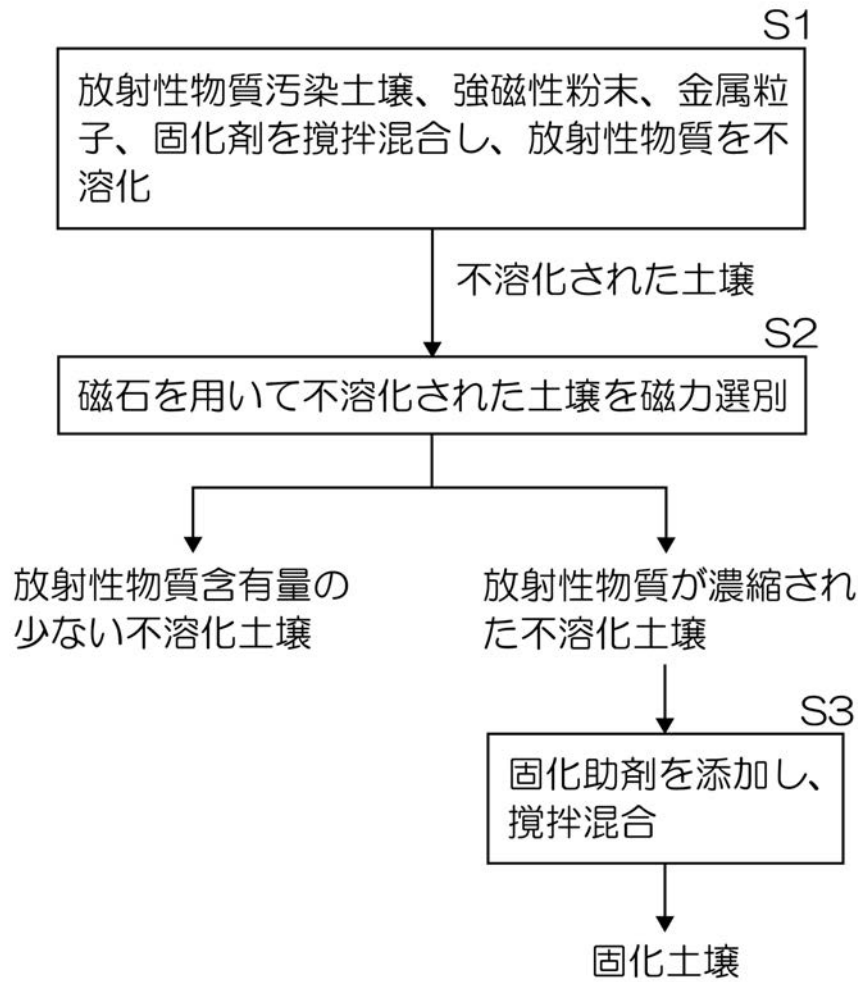 S1
放射性物質汚染土壌、強磁性粉末、金属粒
子、固化剤を撹拌混合し、放射性物質を不
溶化
不溶化された土壌
S2
磁石を用いて不溶化された土壌を磁力選別
放射性物質含有量の
少ない不溶化土壌
放射性物質が濃縮され
た不溶化土壌
S3
固化助剤を添加し、
撹拌混合
固化土壌